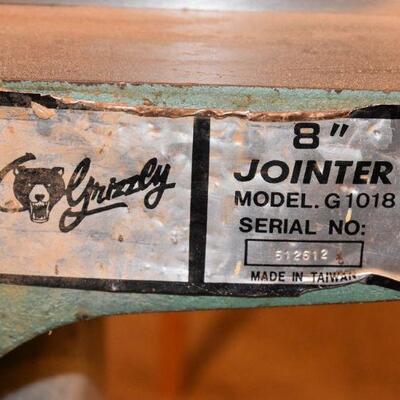 Grizzly
8"
JOINTER
MODEL. G1018
SERIAL NO:
512612
MADE IN TAIWAN